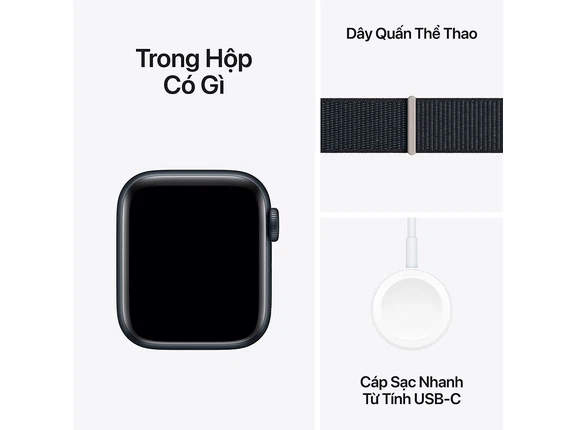 Trong Hộp
Có Gì
Dây Quấn Thể Thao
Cáp Sạc Nhanh
Từ Tính USB-C